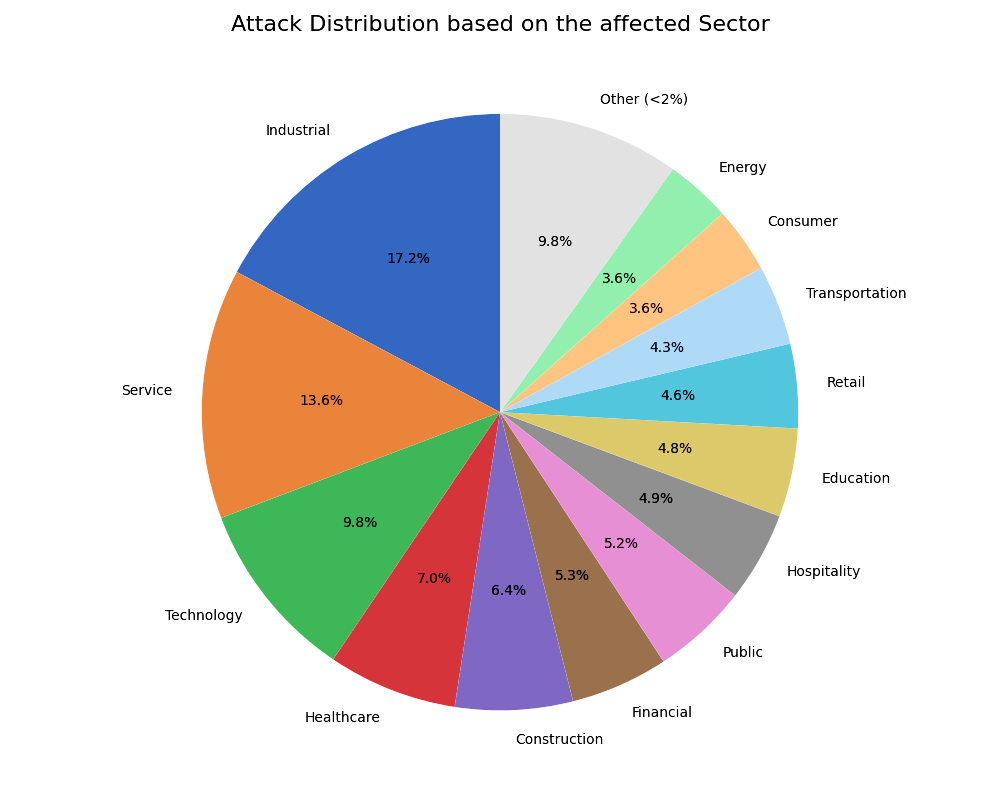 Attack Distribution based on the affected Sector
Other (<2%)
Industrial
Energy
Consumer
9.8%
17.2%
3.6%
Transportation
3.6%
4.3%
Retail
Service
13.6%
4.6%
4.8%
Education
4.9%
9.8%
5.2%
Hospitality
7.0%
5.3%
6.4%
Technology
Public
Financial
Healthcare
Construction